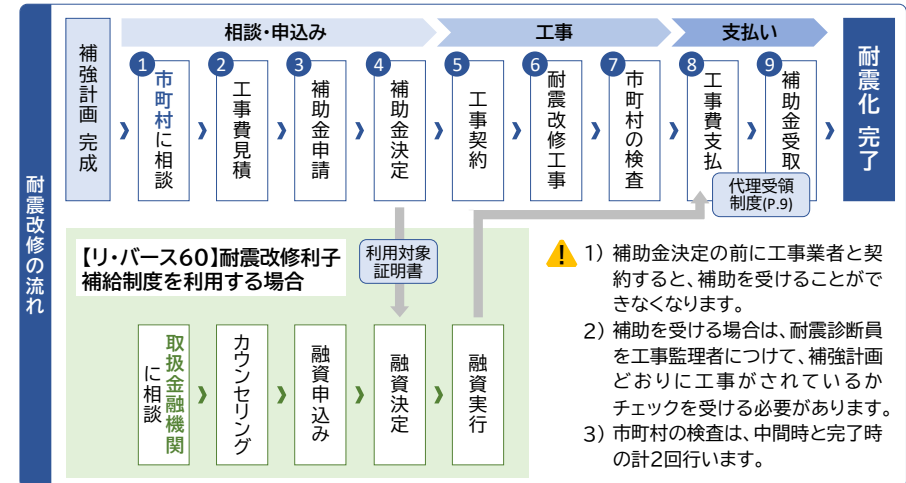 耐震改修の流れ
補強計画 完成
相談・申込み
工事
支払い
1
市町村に相談
2
工事費見積
3
補助金申請
4
補助金決定
5
工事契約
6
耐震改修工事
7
市町村の検査
8
工事費支払
9
補助金受取
耐震化 完了
代理受領
制度(P.9)
利用対象
証明書
【リ・バース60】耐震改修利子
補給制度を利用する場合
取扱金融機関
に相談
カウンセリング
融資申込み
融資決定
融資実行
1) 補助金決定の前に工事業者と契
約すると、補助を受けることがで
きなくなります。
2) 補助を受ける場合は、耐震診断員
を工事監理者につけて、補強計画
どおりに工事がされているか
チェックを受ける必要があります。
3) 市町村の検査は、中間時と完了時
の計2回行います。